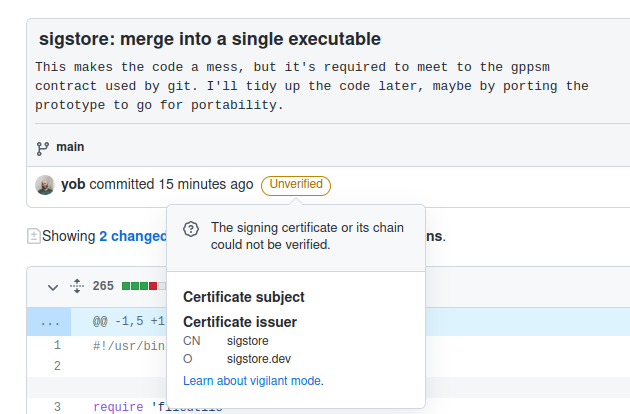 sigstore: merge into a single executable
This makes the code a mess, but it's required to meet to the gppsm
contract used by git. I'll tidy up the code later, maybe by porting the
prototype to go for portability.
main
yob committed 15 minutes ago Unverified
The signing certificate or its chain
could not be verified.
Showing 2 changed ns.
Certificate subject
Certificate issuer
CN sigstore
O sigstore.dev
Learn about vigilant mode.
265
... @@ -1,5 +1
1 #!/usr/bin
2
3 require 'fileutils'